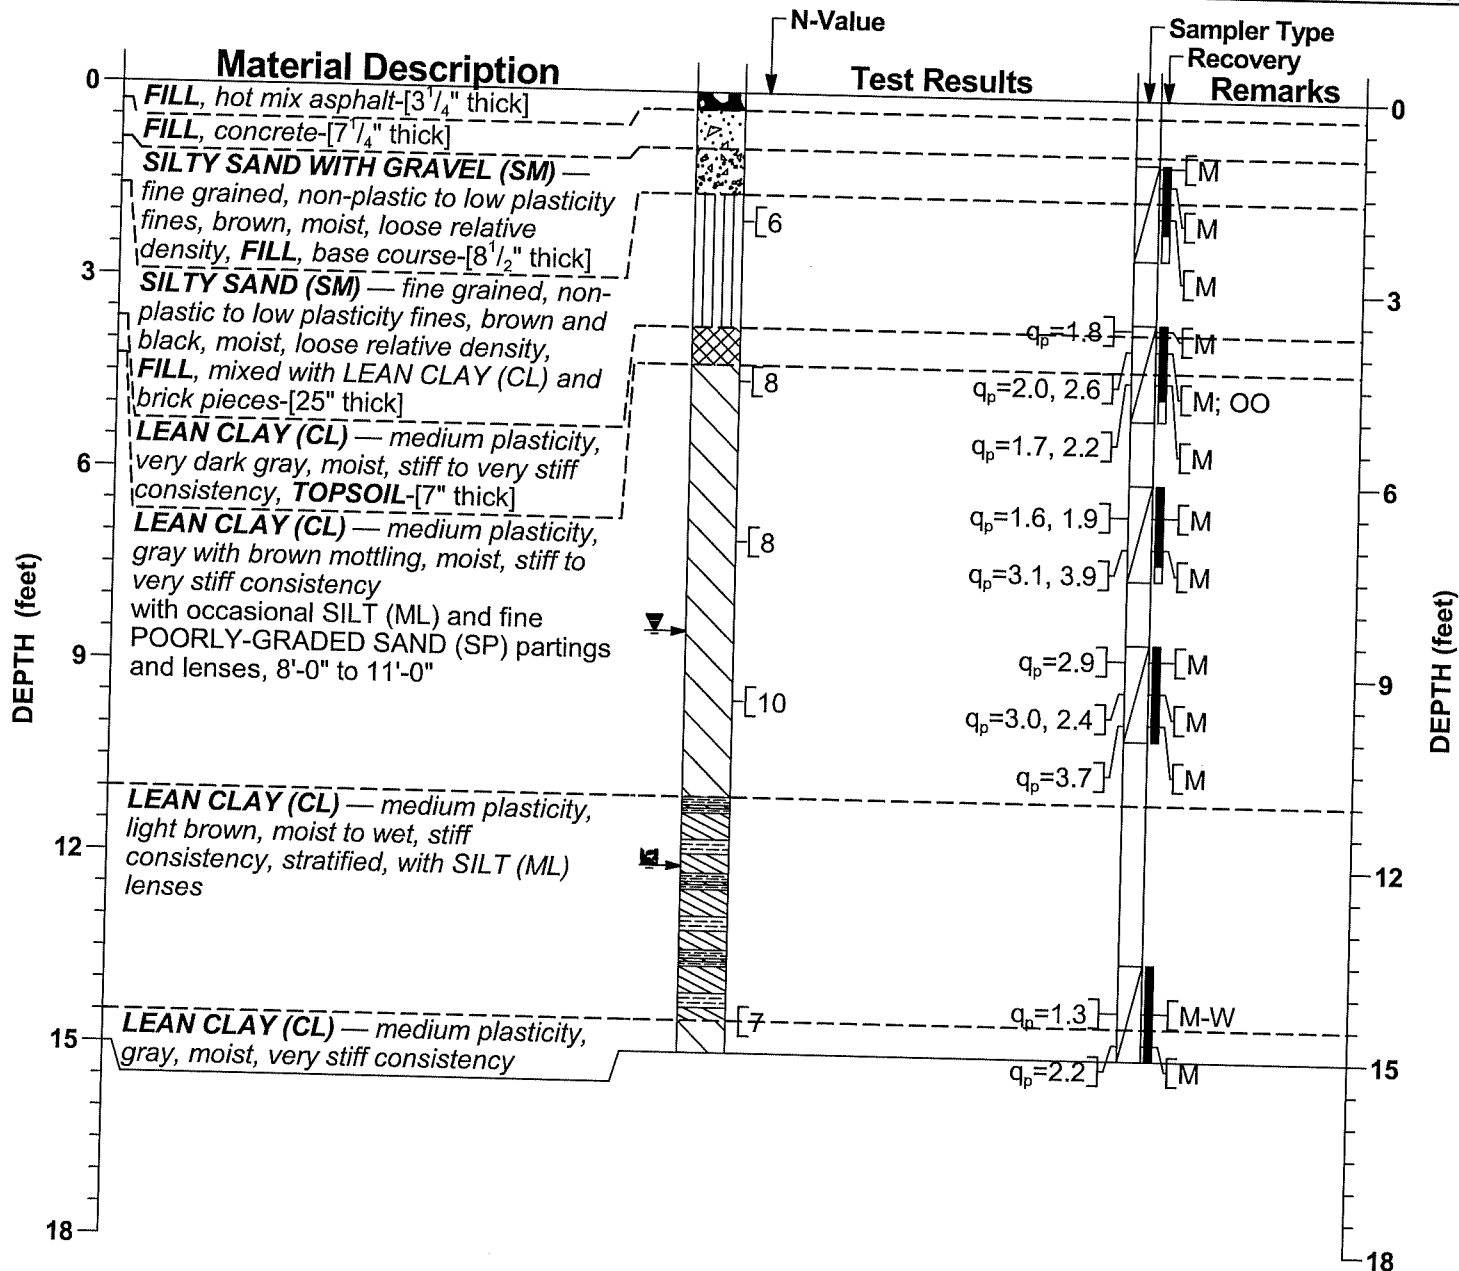 N-Value
Sampler Type
Recovery
Material Description
Test Results
Remarks
0
0
FILL, hot mix asphalt-[3 1/4" thick]
FILL, concrete-[7 1/4" thick]
SILTY SAND WITH GRAVEL (SM) —
fine grained, non-plastic to low plasticity
fines, brown, moist, loose relative
density, FILL, base course-[8 1/2" thick]
SILTY SAND (SM) — fine grained, non-
plastic to low plasticity fines, brown and
black, moist, loose relative density,
FILL, mixed with LEAN CLAY (CL) and
brick pieces-[25" thick]
LEAN CLAY (CL) — medium plasticity,
very dark gray, moist, stiff to very stiff
consistency, TOPSOIL-[7" thick]
LEAN CLAY (CL) — medium plasticity,
gray with brown mottling, moist, stiff to
very stiff consistency
with occasional SILT (ML) and fine
POORLY-GRADED SAND (SP) partings
and lenses, 8'-0" to 11'-0"
LEAN CLAY (CL) — medium plasticity,
light brown, moist to wet, stiff
consistency, stratified, with SILT (ML)
lenses
LEAN CLAY (CL) — medium plasticity,
gray, moist, very stiff consistency
3
6
9
12
15
18
DEPTH (feet)
6
8
8
10
7
qp=1.8
qp=2.0, 2.6
qp=1.7, 2.2
qp=1.6, 1.9
qp=3.1, 3.9
qp=2.9
qp=3.0, 2.4
qp=3.7
qp=1.3
qp=2.2
M
M
M
M
M; OO
M
M
M
M
M
M
M-W
M
3
6
9
12
15
18
DEPTH (feet)